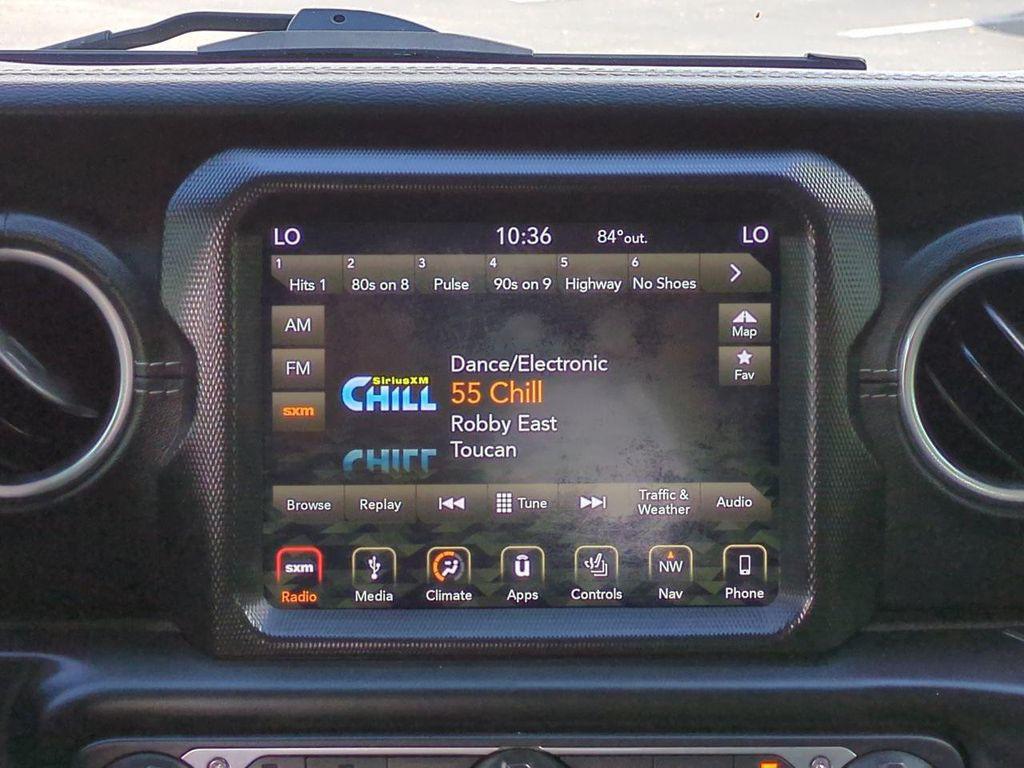 LO 10:36 84°out. LO
1 2 3 4 5 6
Hits 1 80s on 8 Pulse 90s on 9 Highway No Shoes
AM
Map
FM
Fav
sxm
SiriusXM
CHILL
Dance/Electronic
55 Chill
Robby East
Toucan
Browse Replay Tune Traffic & Weather Audio
sxm NW
Radio Media Climate Apps Controls Nav Phone